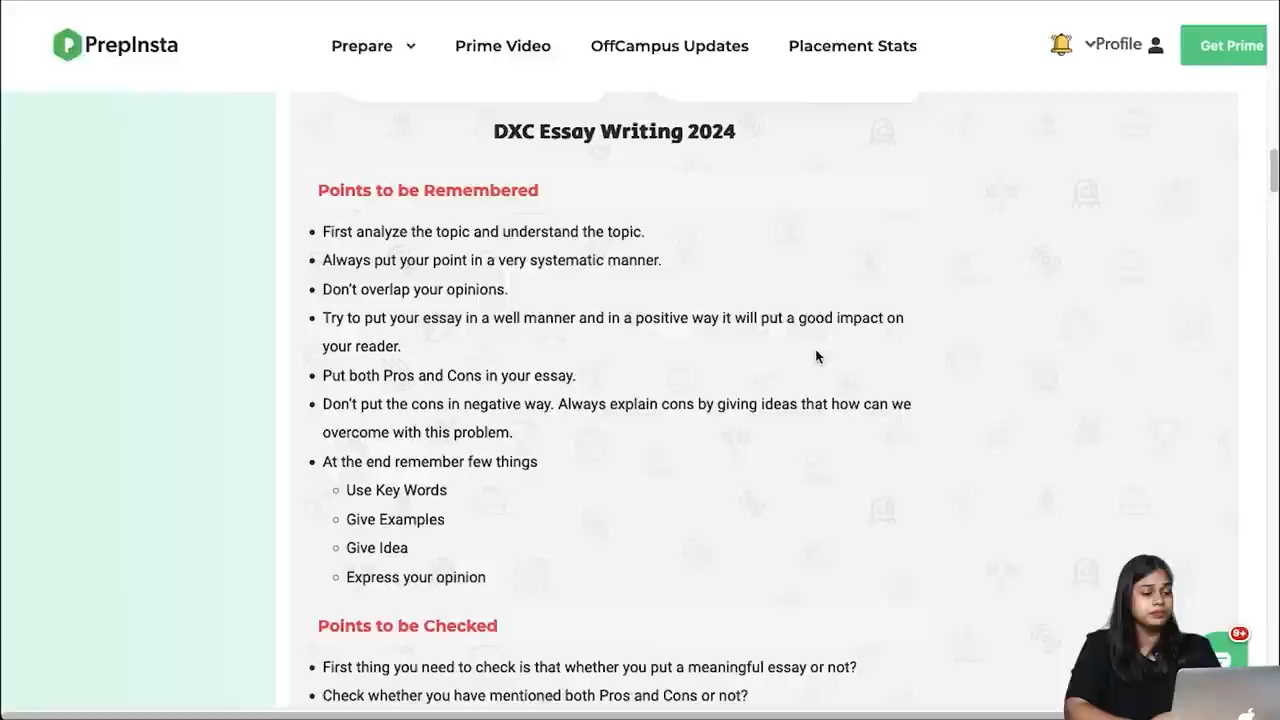 PrepInsta
Prepare
Prime Video
OffCampus Updates
Placement Stats
Profile
Get Prime
DXC Essay Writing 2024
Points to be Remembered
First analyze the topic and understand the topic.
Always put your point in a very systematic manner.
Don't overlap your opinions.
Try to put your essay in a well manner and in a positive way it will put a good impact on
your reader.
Put both Pros and Cons in your essay.
Don't put the cons in negative way. Always explain cons by giving ideas that how can we
overcome with this problem.
At the end remember few things
Use Key Words
Give Examples
Give Idea
Express your opinion
Points to be Checked
9+
First thing you need to check is that whether you put a meaningful essay or not?
Check whether you have mentioned both Pros and Cons or not?